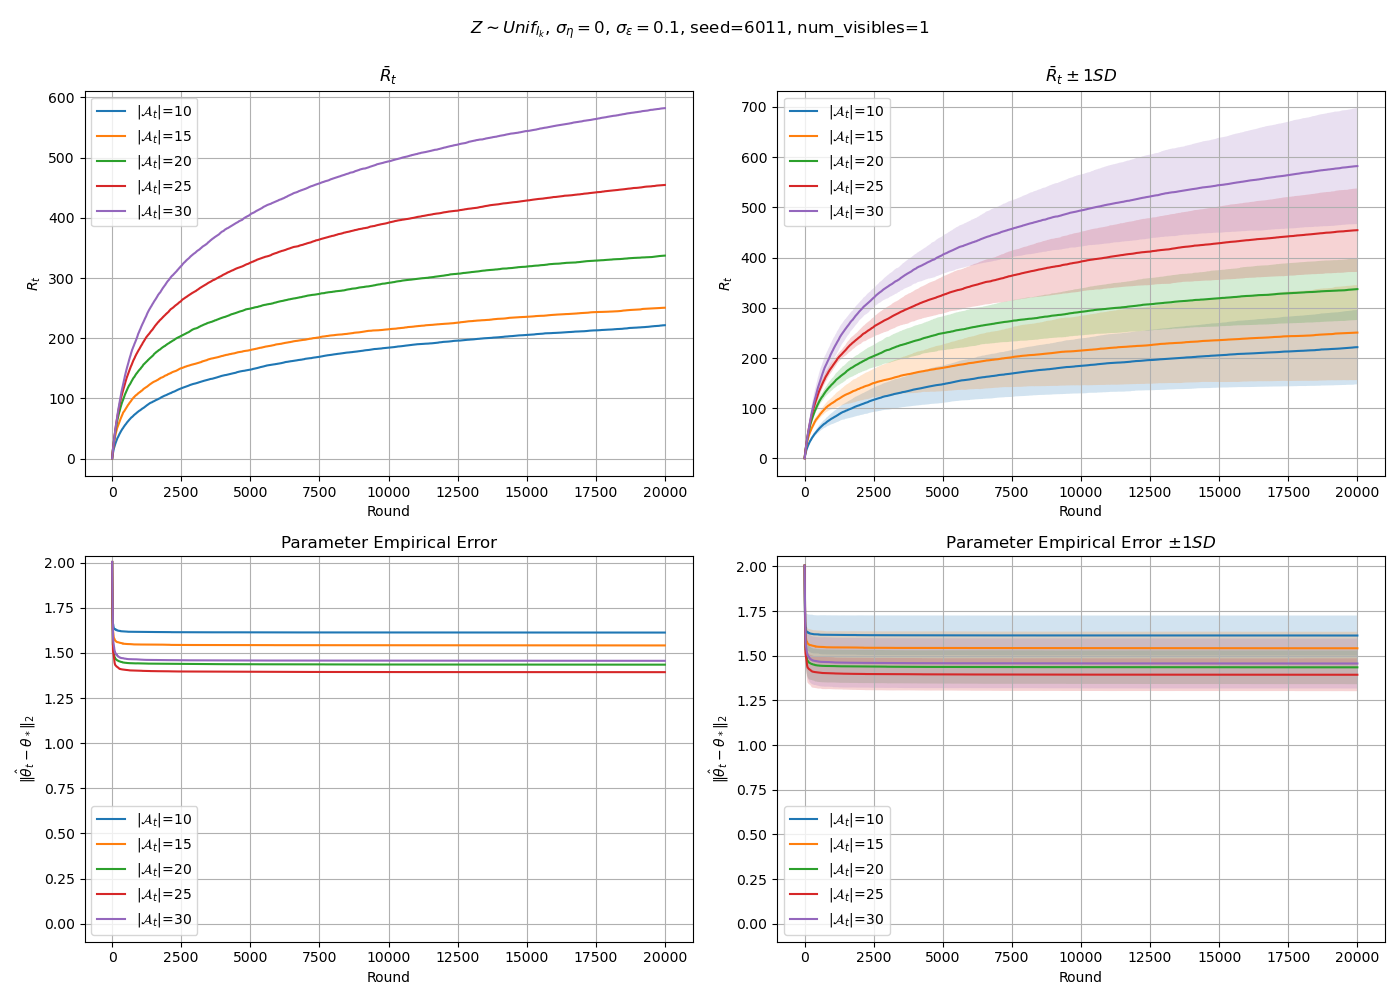 Z ∼ Unif_{I_k}, σ_η = 0, σ_ε = 0.1, seed=6011, num_visibles=1
R̄_t
R_t
600
500
400
300
200
100
0
|𝒜_t|=10
|𝒜_t|=15
|𝒜_t|=20
|𝒜_t|=25
|𝒜_t|=30
0 2500 5000 7500 10000 12500 15000 17500 20000
Round
R̄_t ± 1SD
R_t
700
600
500
400
300
200
100
0
|𝒜_t|=10
|𝒜_t|=15
|𝒜_t|=20
|𝒜_t|=25
|𝒜_t|=30
0 2500 5000 7500 10000 12500 15000 17500 20000
Round
Parameter Empirical Error
‖θ̂_t − θ_*‖₂
2.00
1.75
1.50
1.25
1.00
0.75
0.50
0.25
0.00
|𝒜_t|=10
|𝒜_t|=15
|𝒜_t|=20
|𝒜_t|=25
|𝒜_t|=30
0 2500 5000 7500 10000 12500 15000 17500 20000
Round
Parameter Empirical Error ±1SD
‖θ̂_t − θ_*‖₂
2.00
1.75
1.50
1.25
1.00
0.75
0.50
0.25
0.00
|𝒜_t|=10
|𝒜_t|=15
|𝒜_t|=20
|𝒜_t|=25
|𝒜_t|=30
0 2500 5000 7500 10000 12500 15000 17500 20000
Round